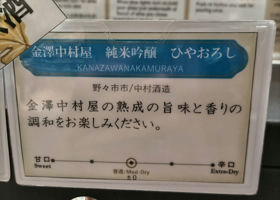 酒
金澤中村屋 純米吟醸 ひやおろし
KANAZAWANAKAMURAYA
野々市市/中村酒造
金澤中村屋の熟成の旨味と香りの
調和をお楽しみください。
甘口 辛口
Sweet 普通/Med-Dry Extra-Dry
±0